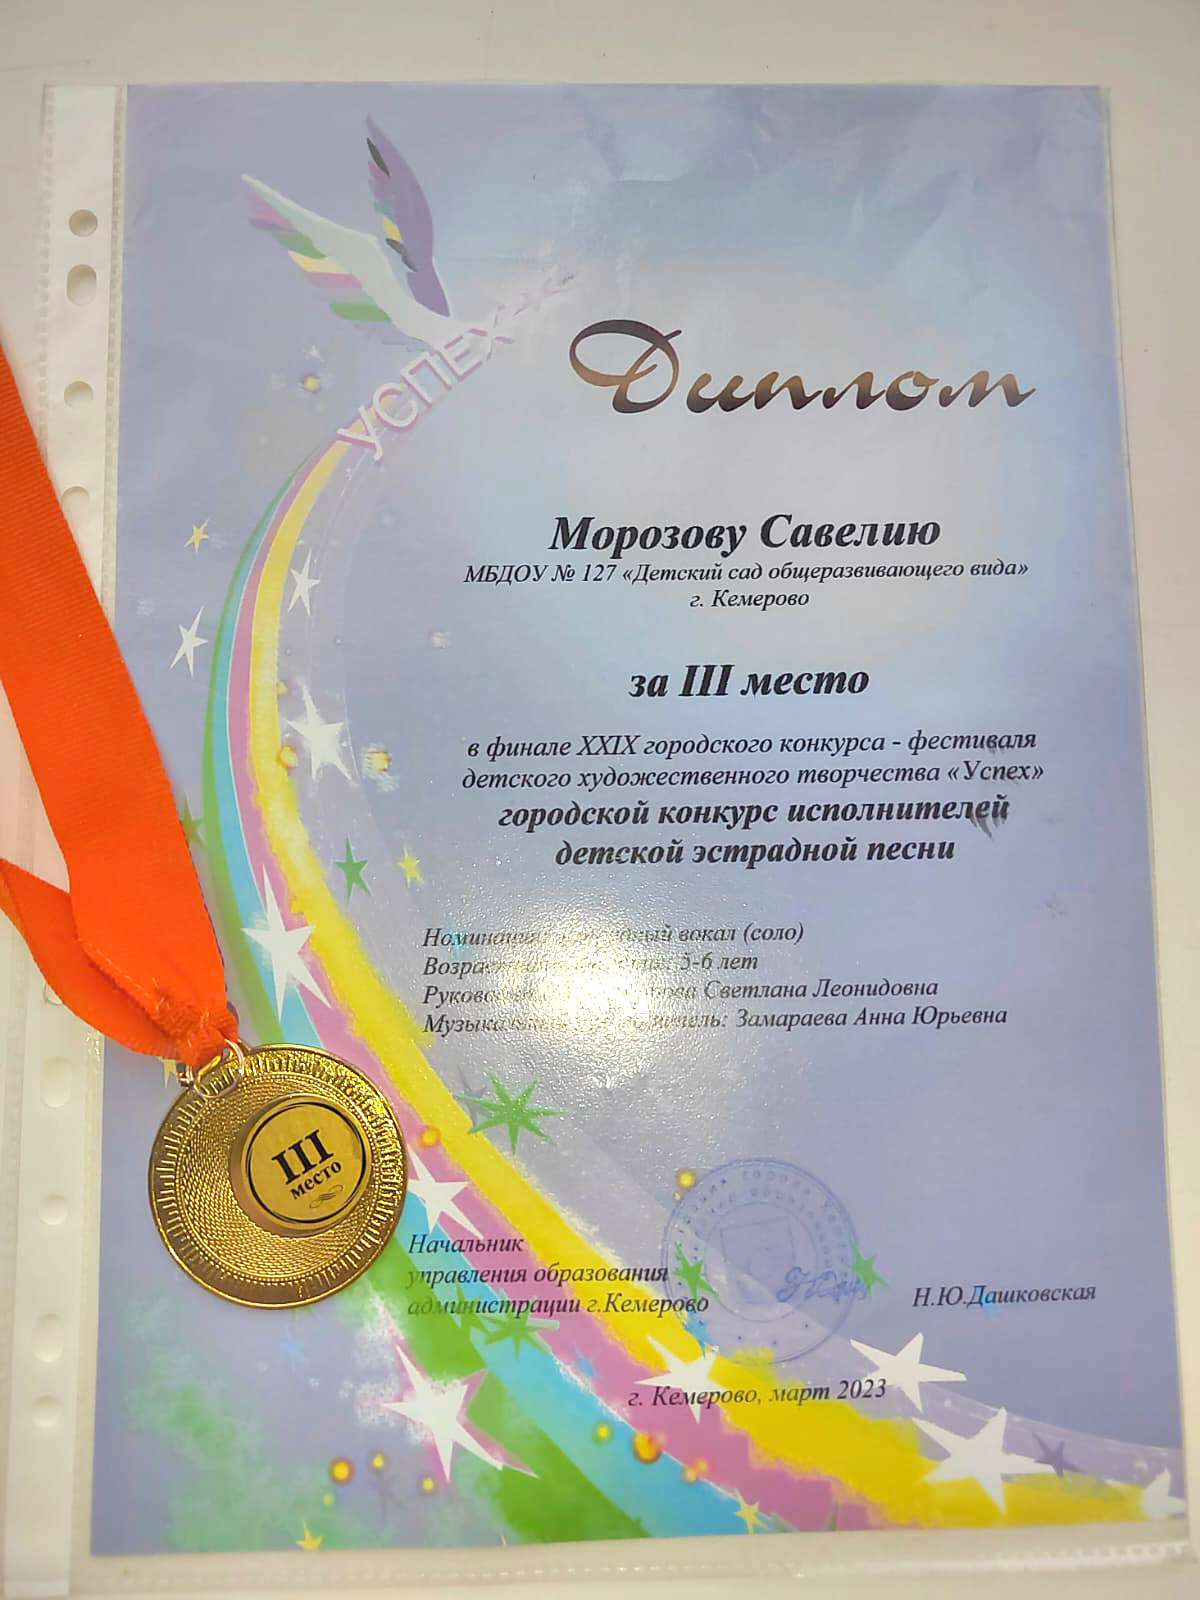 УСПЕХ
Диплом
Морозову Савелию
МБДОУ № 127 «Детский сад общеразвивающего вида»
г. Кемерово
за III место
в финале XXIX городского конкурса - фестиваля
детского художественного творчества «Успех»
городской конкурс исполнителей
детской эстрадной песни
вокал (соло)
5-6 лет
Светлана Леонидовна
Замараева Анна Юрьевна
III
место
Начальник
управления образования
администрации г.Кемерово
Н.Ю.Дашковская
г. Кемерово, март 2023